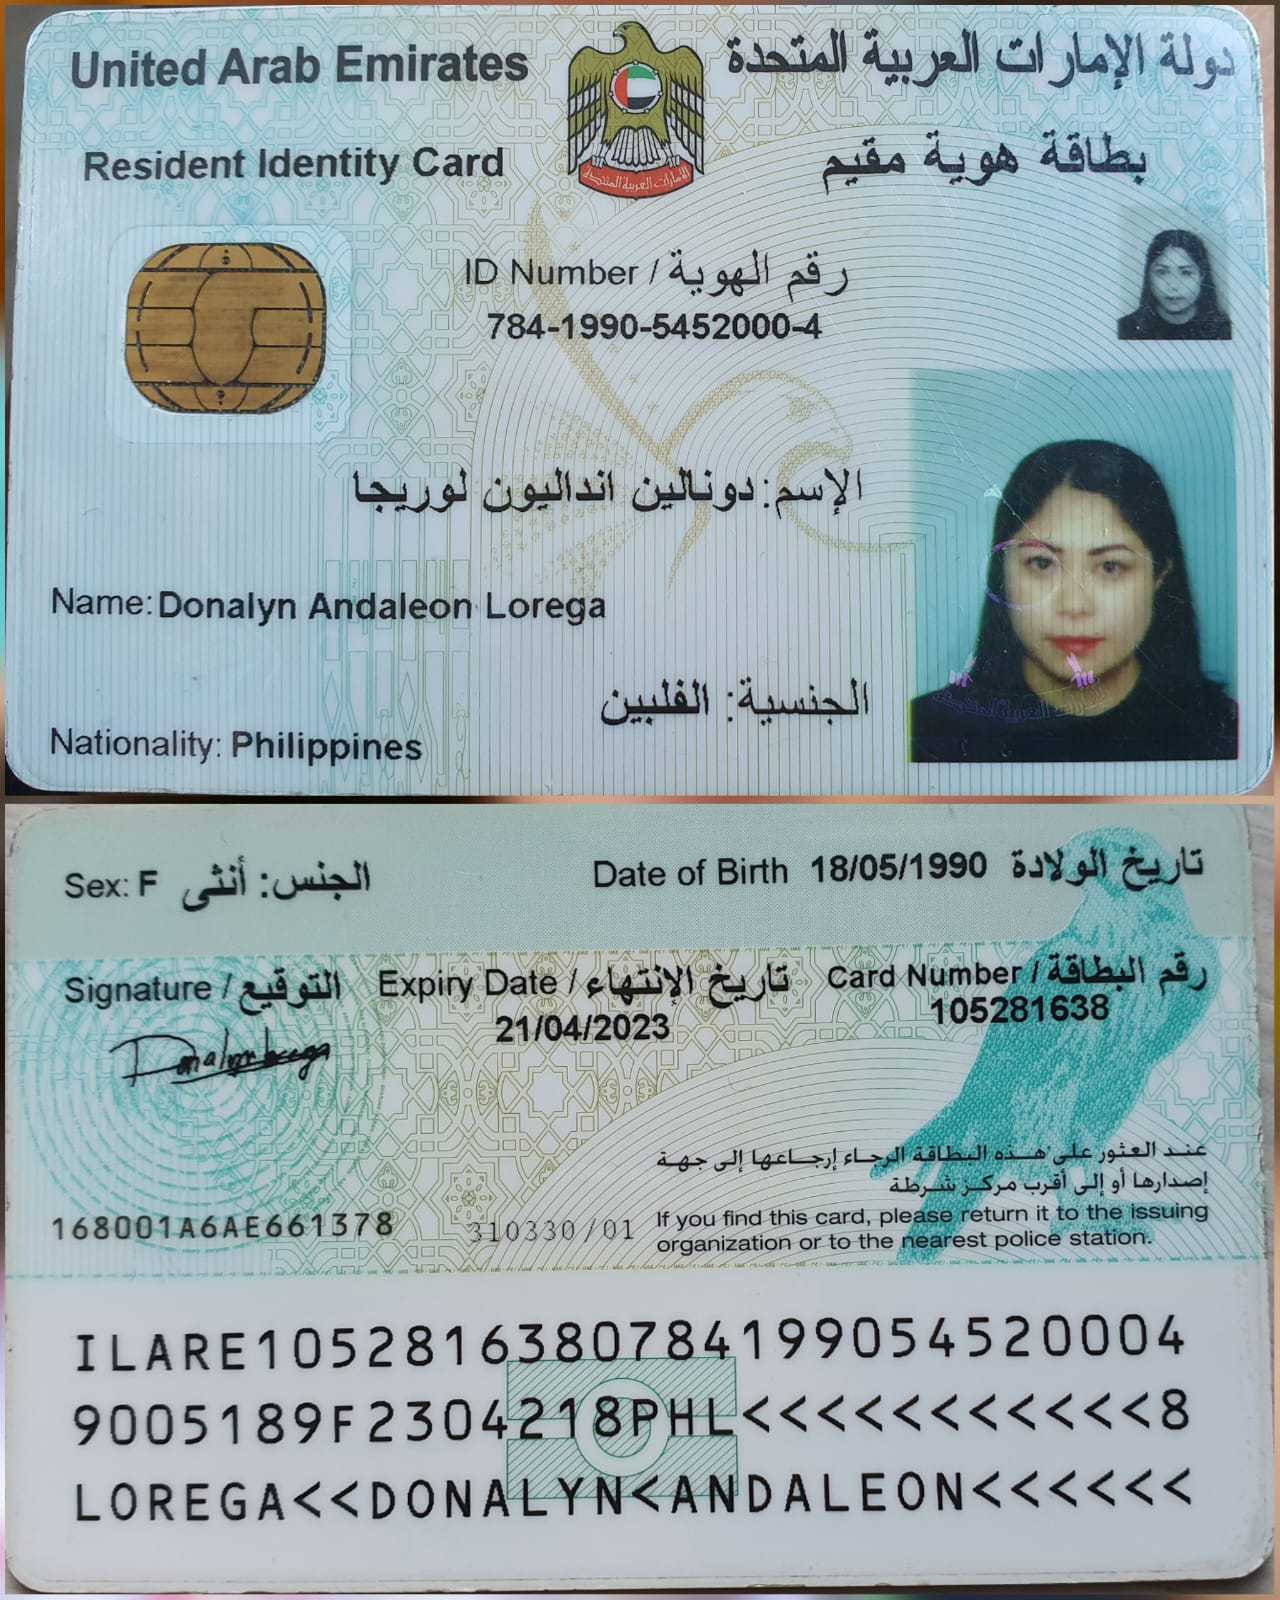 United Arab Emirates
دولة الإمارات العربية المتحدة
Resident Identity Card
بطاقة هوية مقيم
الإمارات العربية المتحدة
ID Number / رقم الهوية
784-1990-5452000-4
الإسم: دونالين انداليون لوريجا
Name: Donalyn Andaleon Lorega
الجنسية: الفلبين
Nationality: Philippines
Sex: F الجنس: أنثى
Date of Birth 18/05/1990 تاريخ الولادة
Signature / التوقيع
Expiry Date / تاريخ الإنتهاء
21/04/2023
Card Number / رقم البطاقة
105281638
عند العثور على هذه البطاقة الرجاء إرجاعها إلى جهة
إصدارها أو إلى أقرب مركز شرطة
168001A6AE661378
310330/01
If you find this card, please return it to the issuing
organization or to the nearest police station.
ILARE1052816380784199054520004
9005189F2304218PHL<<<<<<<<<<<8
LOREGA<<DONALYN<ANDALEON<<<<<<